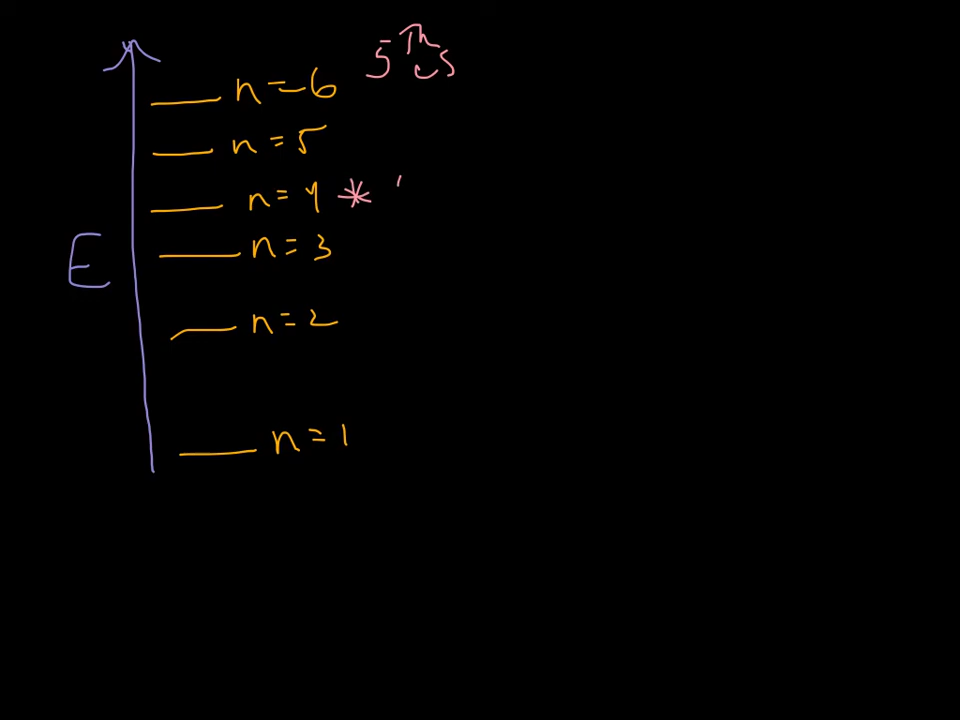 n = 6
n = 5
n = 4 *
n = 3
E
n = 2
n = 1